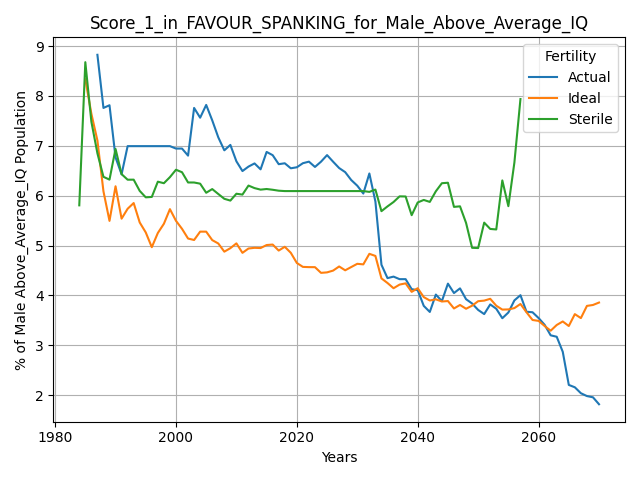 Score_1_in_FAVOUR_SPANKING_for_Male_Above_Average_IQ
Fertility
Actual
Ideal
Sterile
% of Male Above_Average_IQ Population
9
8
7
6
5
4
3
2
1980
2000
2020
2040
2060
Years